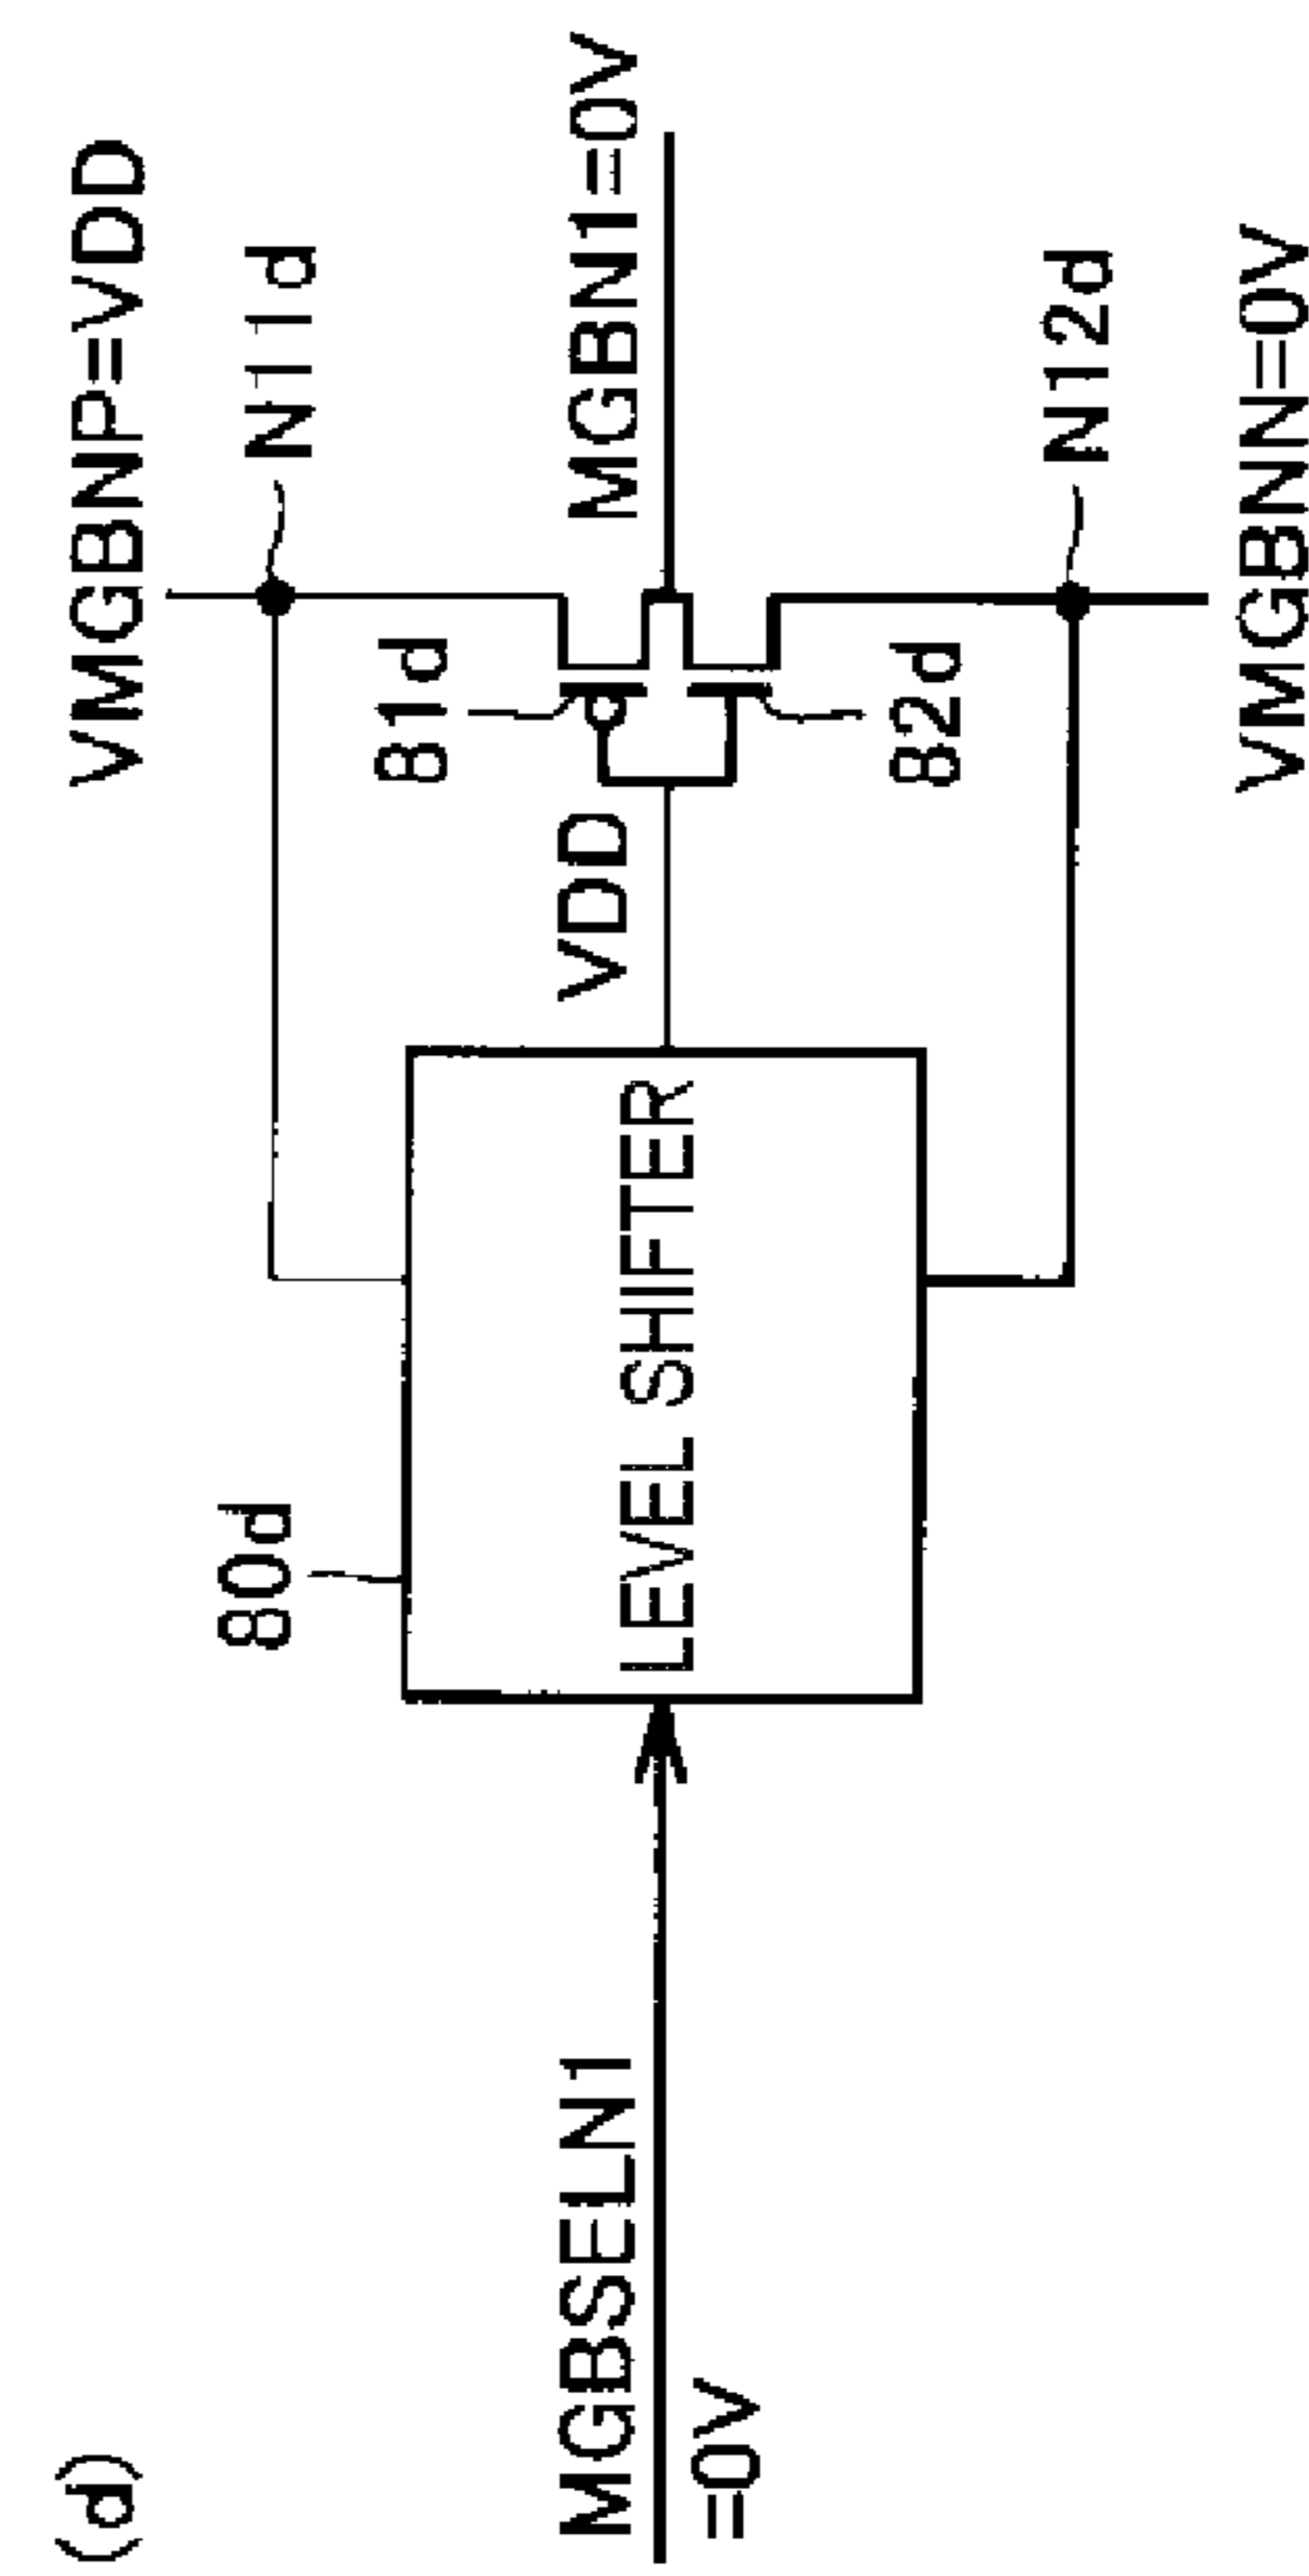 (d)
VMGBNP=VDD
80d
N11d
81d
MGBSELN1
=0V
LEVEL SHIFTER
VDD
MGBN1=0V
82d
N12d
VMGBNN=0V